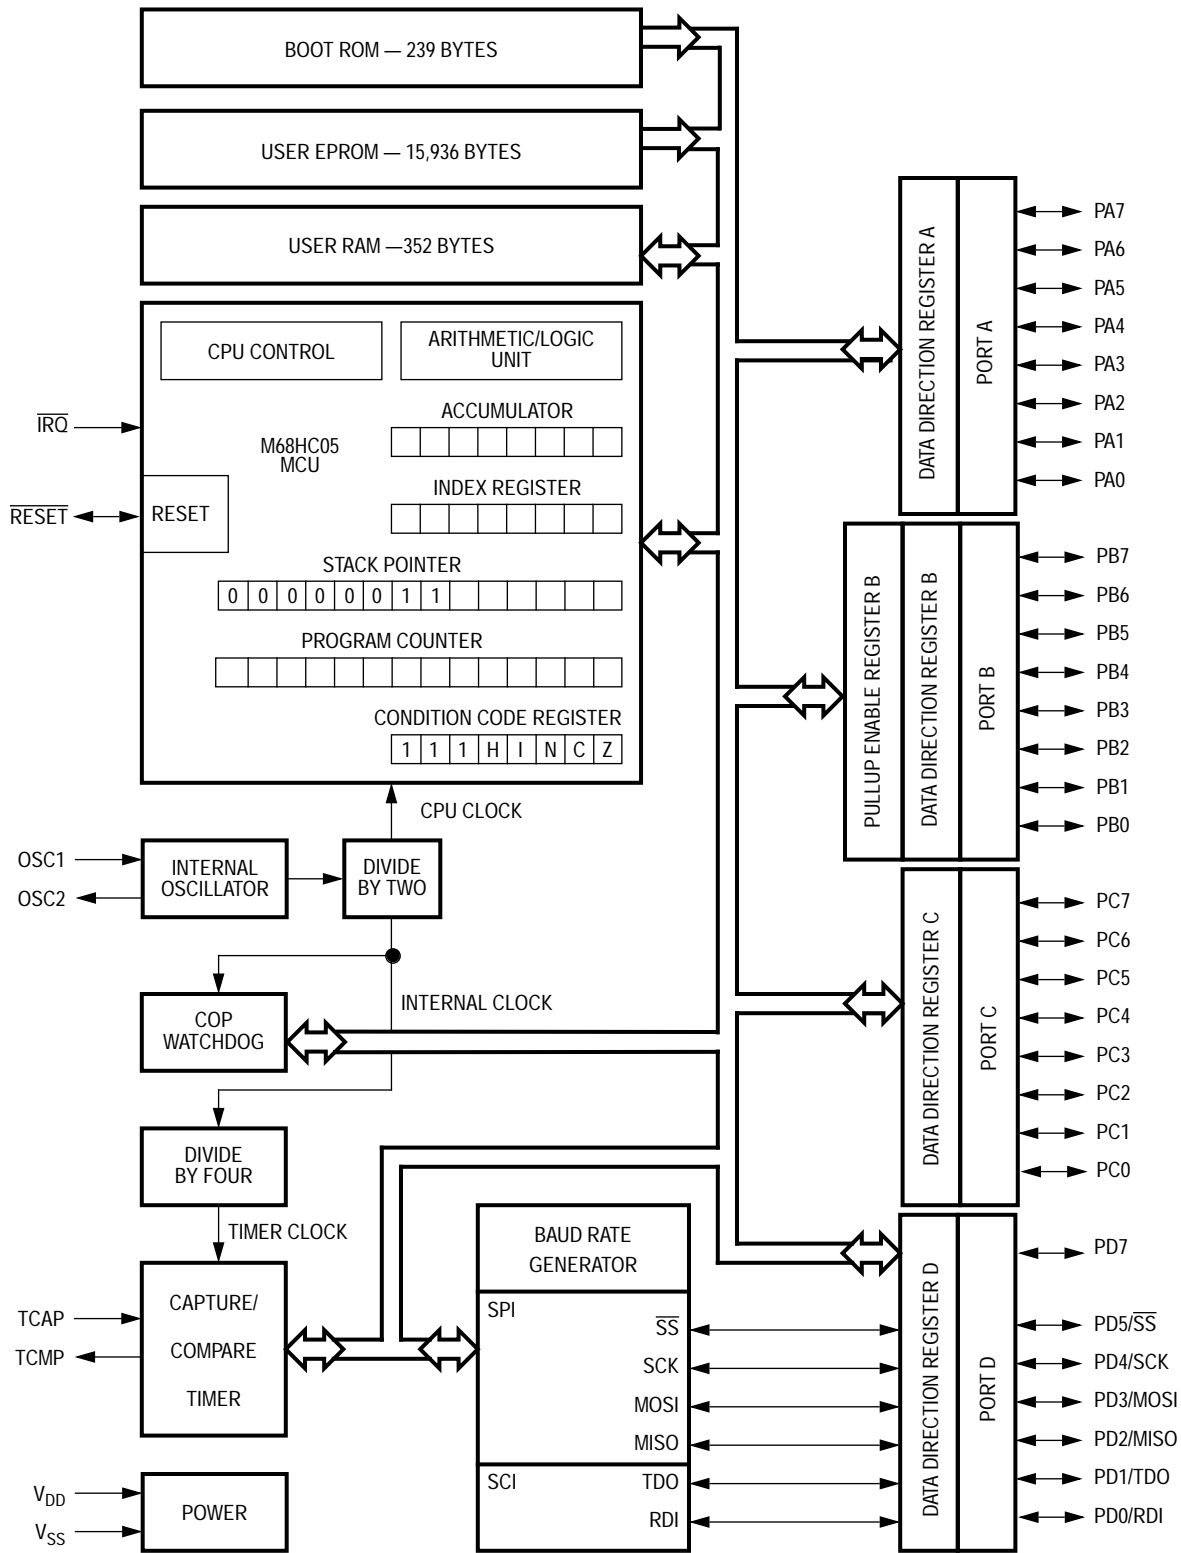 BOOT ROM — 239 BYTES
USER EPROM — 15,936 BYTES
USER RAM —352 BYTES
CPU CONTROL
ARITHMETIC/LOGIC
UNIT
ACCUMULATOR
M68HC05
MCU
IRQ
INDEX REGISTER
RESET
RESET
STACK POINTER
0 0 0 0 0 0 1 1
PROGRAM COUNTER
CONDITION CODE REGISTER
1 1 1 H I N C Z
CPU CLOCK
OSC1
OSC2
INTERNAL
OSCILLATOR
DIVIDE
BY TWO
INTERNAL CLOCK
COP
WATCHDOG
DIVIDE
BY FOUR
TIMER CLOCK
TCAP
TCMP
CAPTURE/
COMPARE
TIMER
VDD
VSS
POWER
BAUD RATE
GENERATOR
SPI
SS
SCK
MOSI
MISO
SCI
TDO
RDI
DATA DIRECTION REGISTER A
PORT A
PA7
PA6
PA5
PA4
PA3
PA2
PA1
PA0
PULLUP ENABLE REGISTER B
DATA DIRECTION REGISTER B
PORT B
PB7
PB6
PB5
PB4
PB3
PB2
PB1
PB0
DATA DIRECTION REGISTER C
PORT C
PC7
PC6
PC5
PC4
PC3
PC2
PC1
PC0
DATA DIRECTION REGISTER D
PORT D
PD7
PD5/SS
PD4/SCK
PD3/MOSI
PD2/MISO
PD1/TDO
PD0/RDI